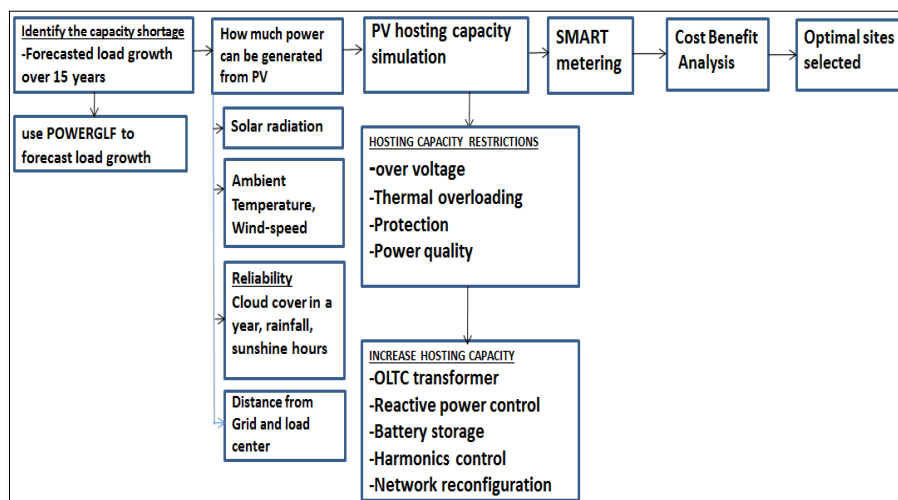 Identify the capacity shortage
-Forecasted load growth
over 15 years
use POWERGLF to
forecast load growth
How much power
can be generated
from PV
Solar radiation
Ambient
Temperature,
Wind-speed
Reliability
Cloud cover in a
year, rainfall,
sunshine hours
Distance from
Grid and load
center
PV hosting capacity
simulation
HOSTING CAPACITY RESTRICTIONS
-over voltage
-Thermal overloading
-Protection
-Power quality
INCREASE HOSTING CAPACITY
-OLTC transformer
-Reactive power control
-Battery storage
-Harmonics control
-Network reconfiguration
SMART
metering
Cost Benefit
Analysis
Optimal sites
selected